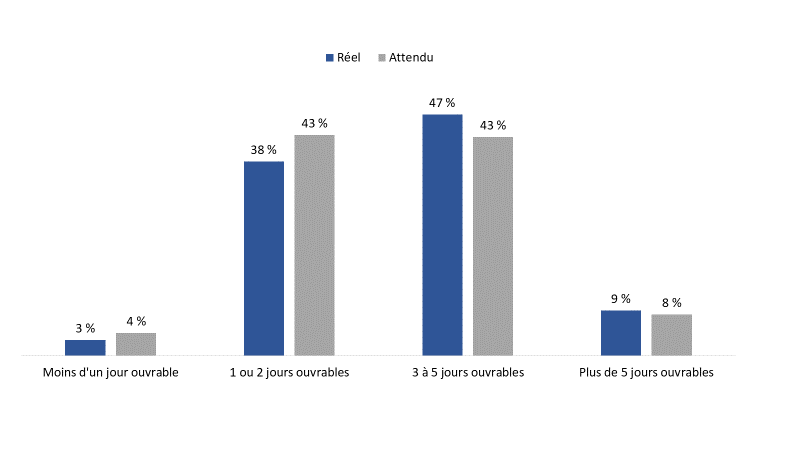 Réel Attendu
47 %
43 % 43 %
38 %
9 % 8 %
3 % 4 %
Moins d'un jour ouvrable 1 ou 2 jours ouvrables 3 à 5 jours ouvrables Plus de 5 jours ouvrables